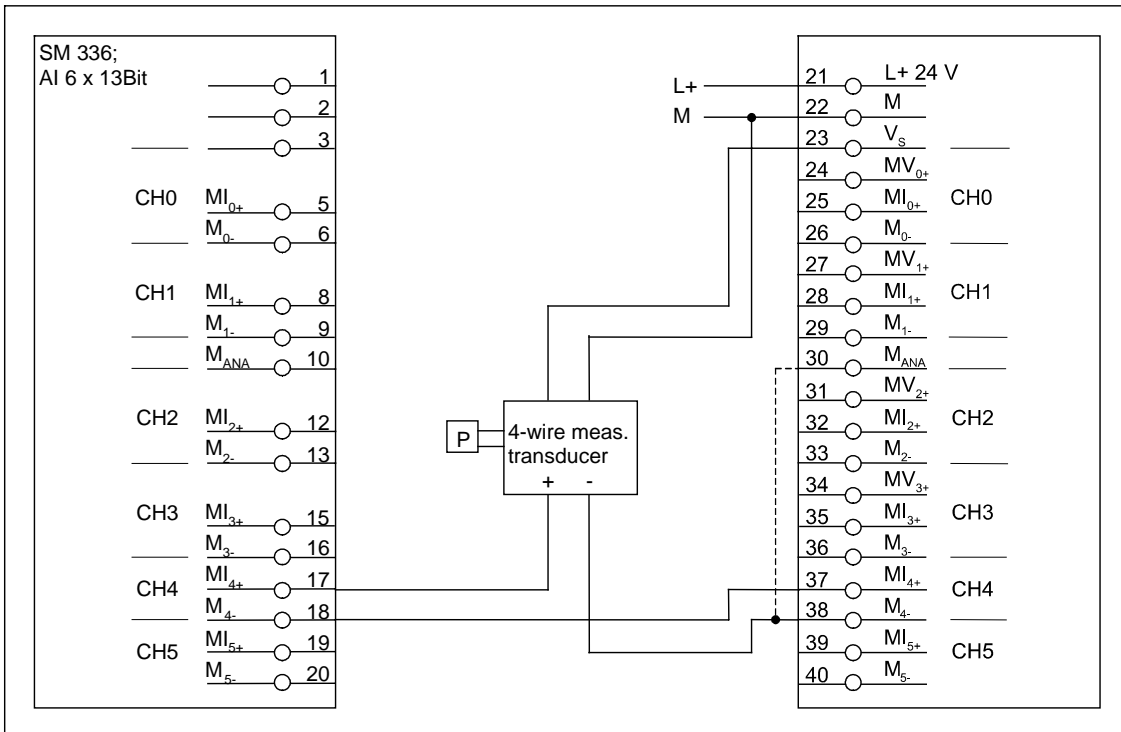 SM 336;
AI 6 x 13Bit
1
2
3
CH0
MI0+ 5
M0- 6
CH1
MI1+ 8
M1- 9
MANA 10
CH2
MI2+ 12
M2- 13
CH3
MI3+ 15
M3- 16
CH4
MI4+ 17
M4- 18
CH5
MI5+ 19
M5- 20
L+
M
P
4-wire meas.
transducer
+ -
21 L+ 24 V
22 M
23 VS
24 MV0+
25 MI0+
CH0
26 M0-
27 MV1+
28 MI1+
CH1
29 M1-
30 MANA
31 MV2+
32 MI2+
CH2
33 M2-
34 MV3+
35 MI3+
CH3
36 M3-
37 MI4+
CH4
38 M4-
39 MI5+
CH5
40 M5-